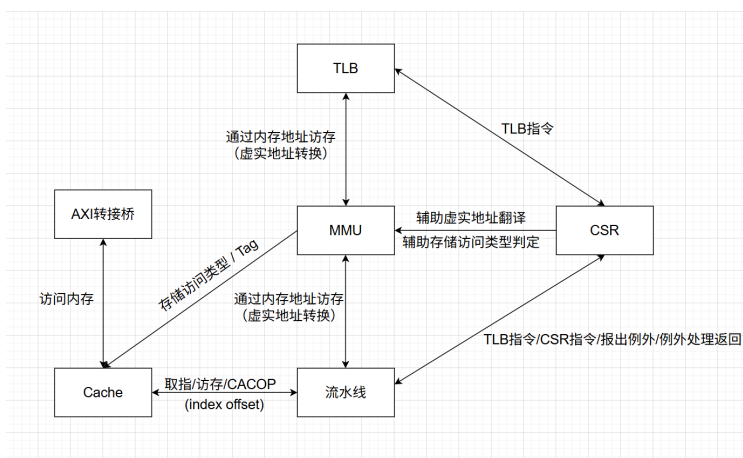 TLB
TLB指令
通过内存地址访存
（虚实地址转换）
AXI转接桥
MMU
辅助虚实地址翻译
辅助存储访问类型判定
CSR
存储访问类型 / Tag
访问内存
通过内存地址访存
（虚实地址转换）
TLB指令/CSR指令/报出例外/例外处理返回
Cache
取指/访存/CACOP
(index offset)
流水线